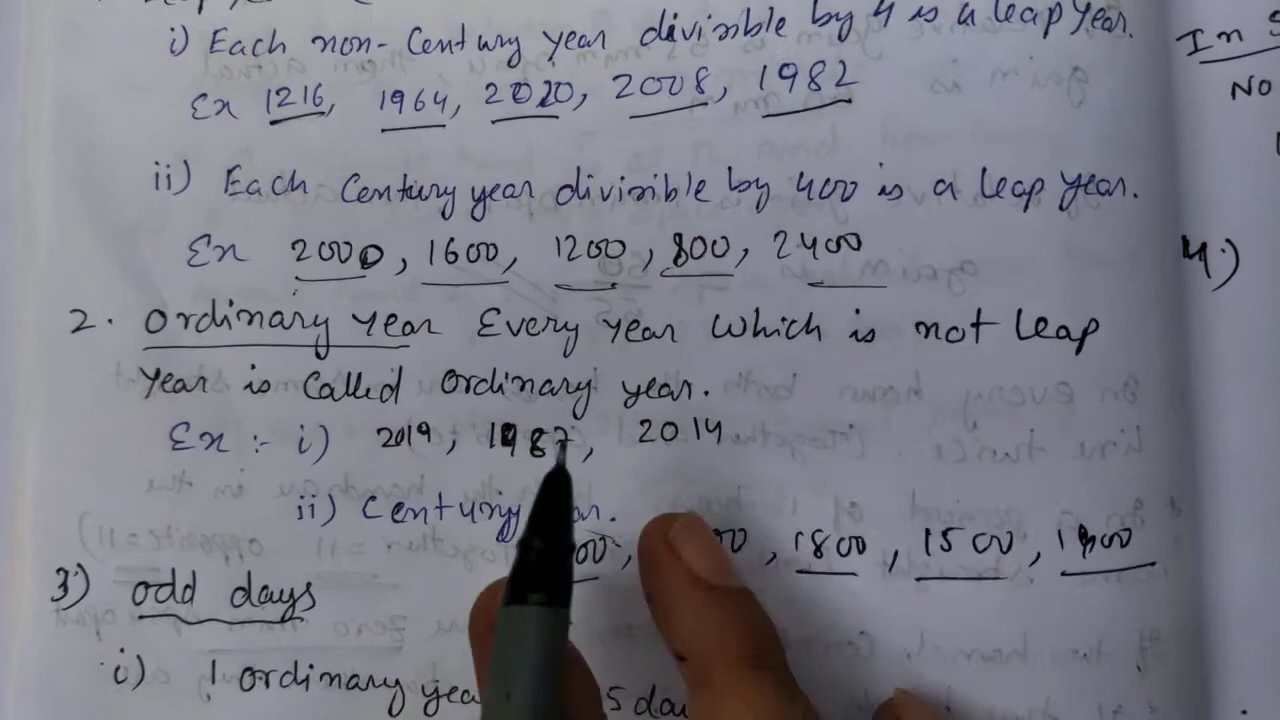 i) Each non-Century year divisible by 4 is a leap year.
Ex 1216, 1964, 2020, 2008, 1982
ii) Each Century year divisible by 400 is a leap year.
Ex 2000, 1600, 1200, 800, 2400
2. Ordinary year Every year which is not leap
year is called ordinary year.
Ex :- i) 2019, 1987, 2014
ii) Century
1800, 1500,
3) odd days
i) 1 ordinary
In
NO
4)